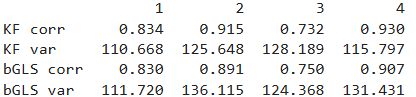 1 2 3 4
KF corr 0.834 0.915 0.732 0.930
KF var 110.668 125.648 128.189 115.797
bGLS corr 0.830 0.891 0.750 0.907
bGLS var 111.720 136.115 124.368 131.431